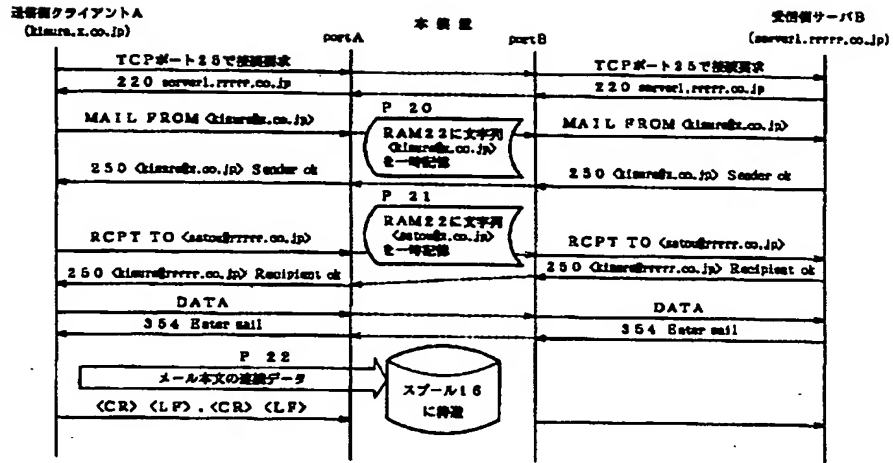 送信側クライアントA
(kimura.x.co.jp)
本装置
portA
portB
受信側サーバB
(server1.rrrrr.co.jp)
TCPポート25で接続要求
TCPポート25で接続要求
220 server1.rrrrr.co.jp
220 server1.rrrrr.co.jp
P 20
MAIL FROM <kimura@x.co.jp>
RAM22に文字列
<kimura@x.co.jp>
を一時記憶
MAIL FROM <kimura@x.co.jp>
250 <kimura@x.co.jp> Sender ok
250 <kimura@x.co.jp> Sender ok
P 21
RAM22に文字列
<satou@x.co.jp>
を一時記憶
RCPT TO <satou@rrrrr.co.jp>
RCPT TO <satou@rrrrr.co.jp>
250 <kimura@rrrrr.co.jp> Recipient ok
250 <kimura@rrrrr.co.jp> Recipient ok
DATA
DATA
354 Enter mail
354 Enter mail
P 22
メール本文の連続データ
スプール16
に待避
<CR> <LF> . <CR> <LF>